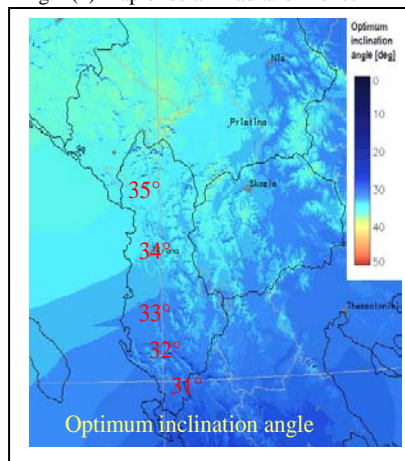 Optimum
inclination
angle [deg]
0
10
20
30
40
50
Nis
Pristina
Skopje
35°
34°
33°
Thessaloniki
32°
31°
Optimum inclination angle